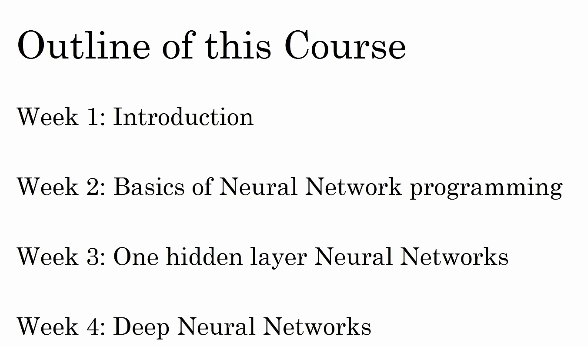 Outline of this Course
Week 1: Introduction
Week 2: Basics of Neural Network programming
Week 3: One hidden layer Neural Networks
Week 4: Deep Neural Networks